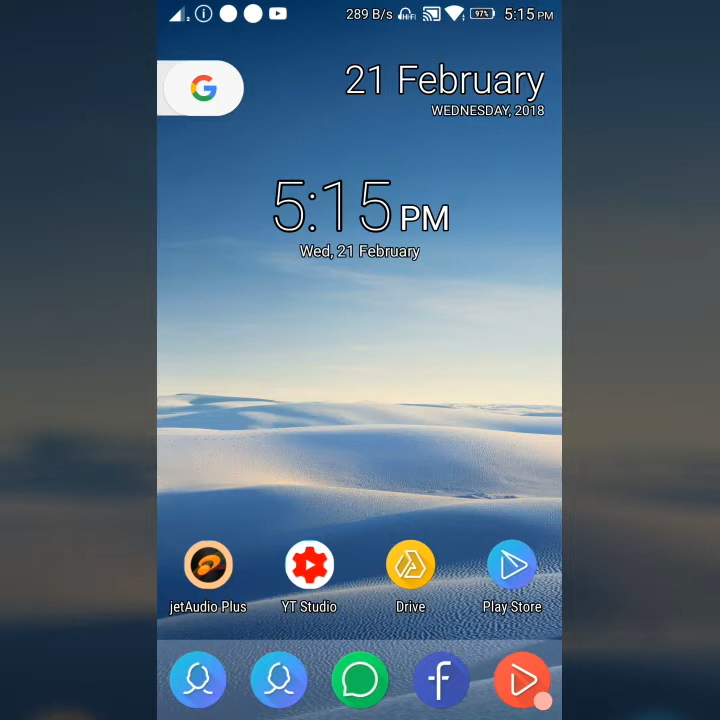 289 B/s HiFi 97% 5:15 PM
G
21 February
WEDNESDAY, 2018
5:15 PM
Wed, 21 February
jetAudio Plus YT Studio Drive Play Store